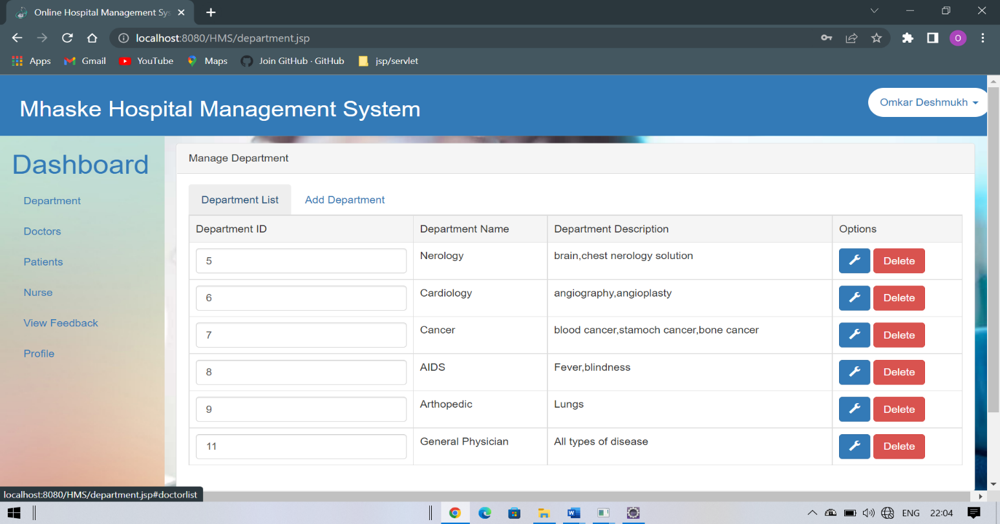 Online Hospital Management Sys
localhost:8080/HMS/department.jsp
O
Apps Gmail YouTube Maps Join GitHub · GitHub jsp/servlet
Mhaske Hospital Management System
Omkar Deshmukh
Dashboard
Department
Doctors
Patients
Nurse
View Feedback
Profile
Manage Department
Department List Add Department
Department ID Department Name Department Description Options
5 Nerology brain,chest nerology solution Delete
6 Cardiology angiography,angioplasty Delete
7 Cancer blood cancer,stamoch cancer,bone cancer Delete
8 AIDS Fever,blindness Delete
9 Arthopedic Lungs Delete
11 General Physician All types of disease Delete
localhost:8080/HMS/department.jsp#doctorlist
ENG 22:04